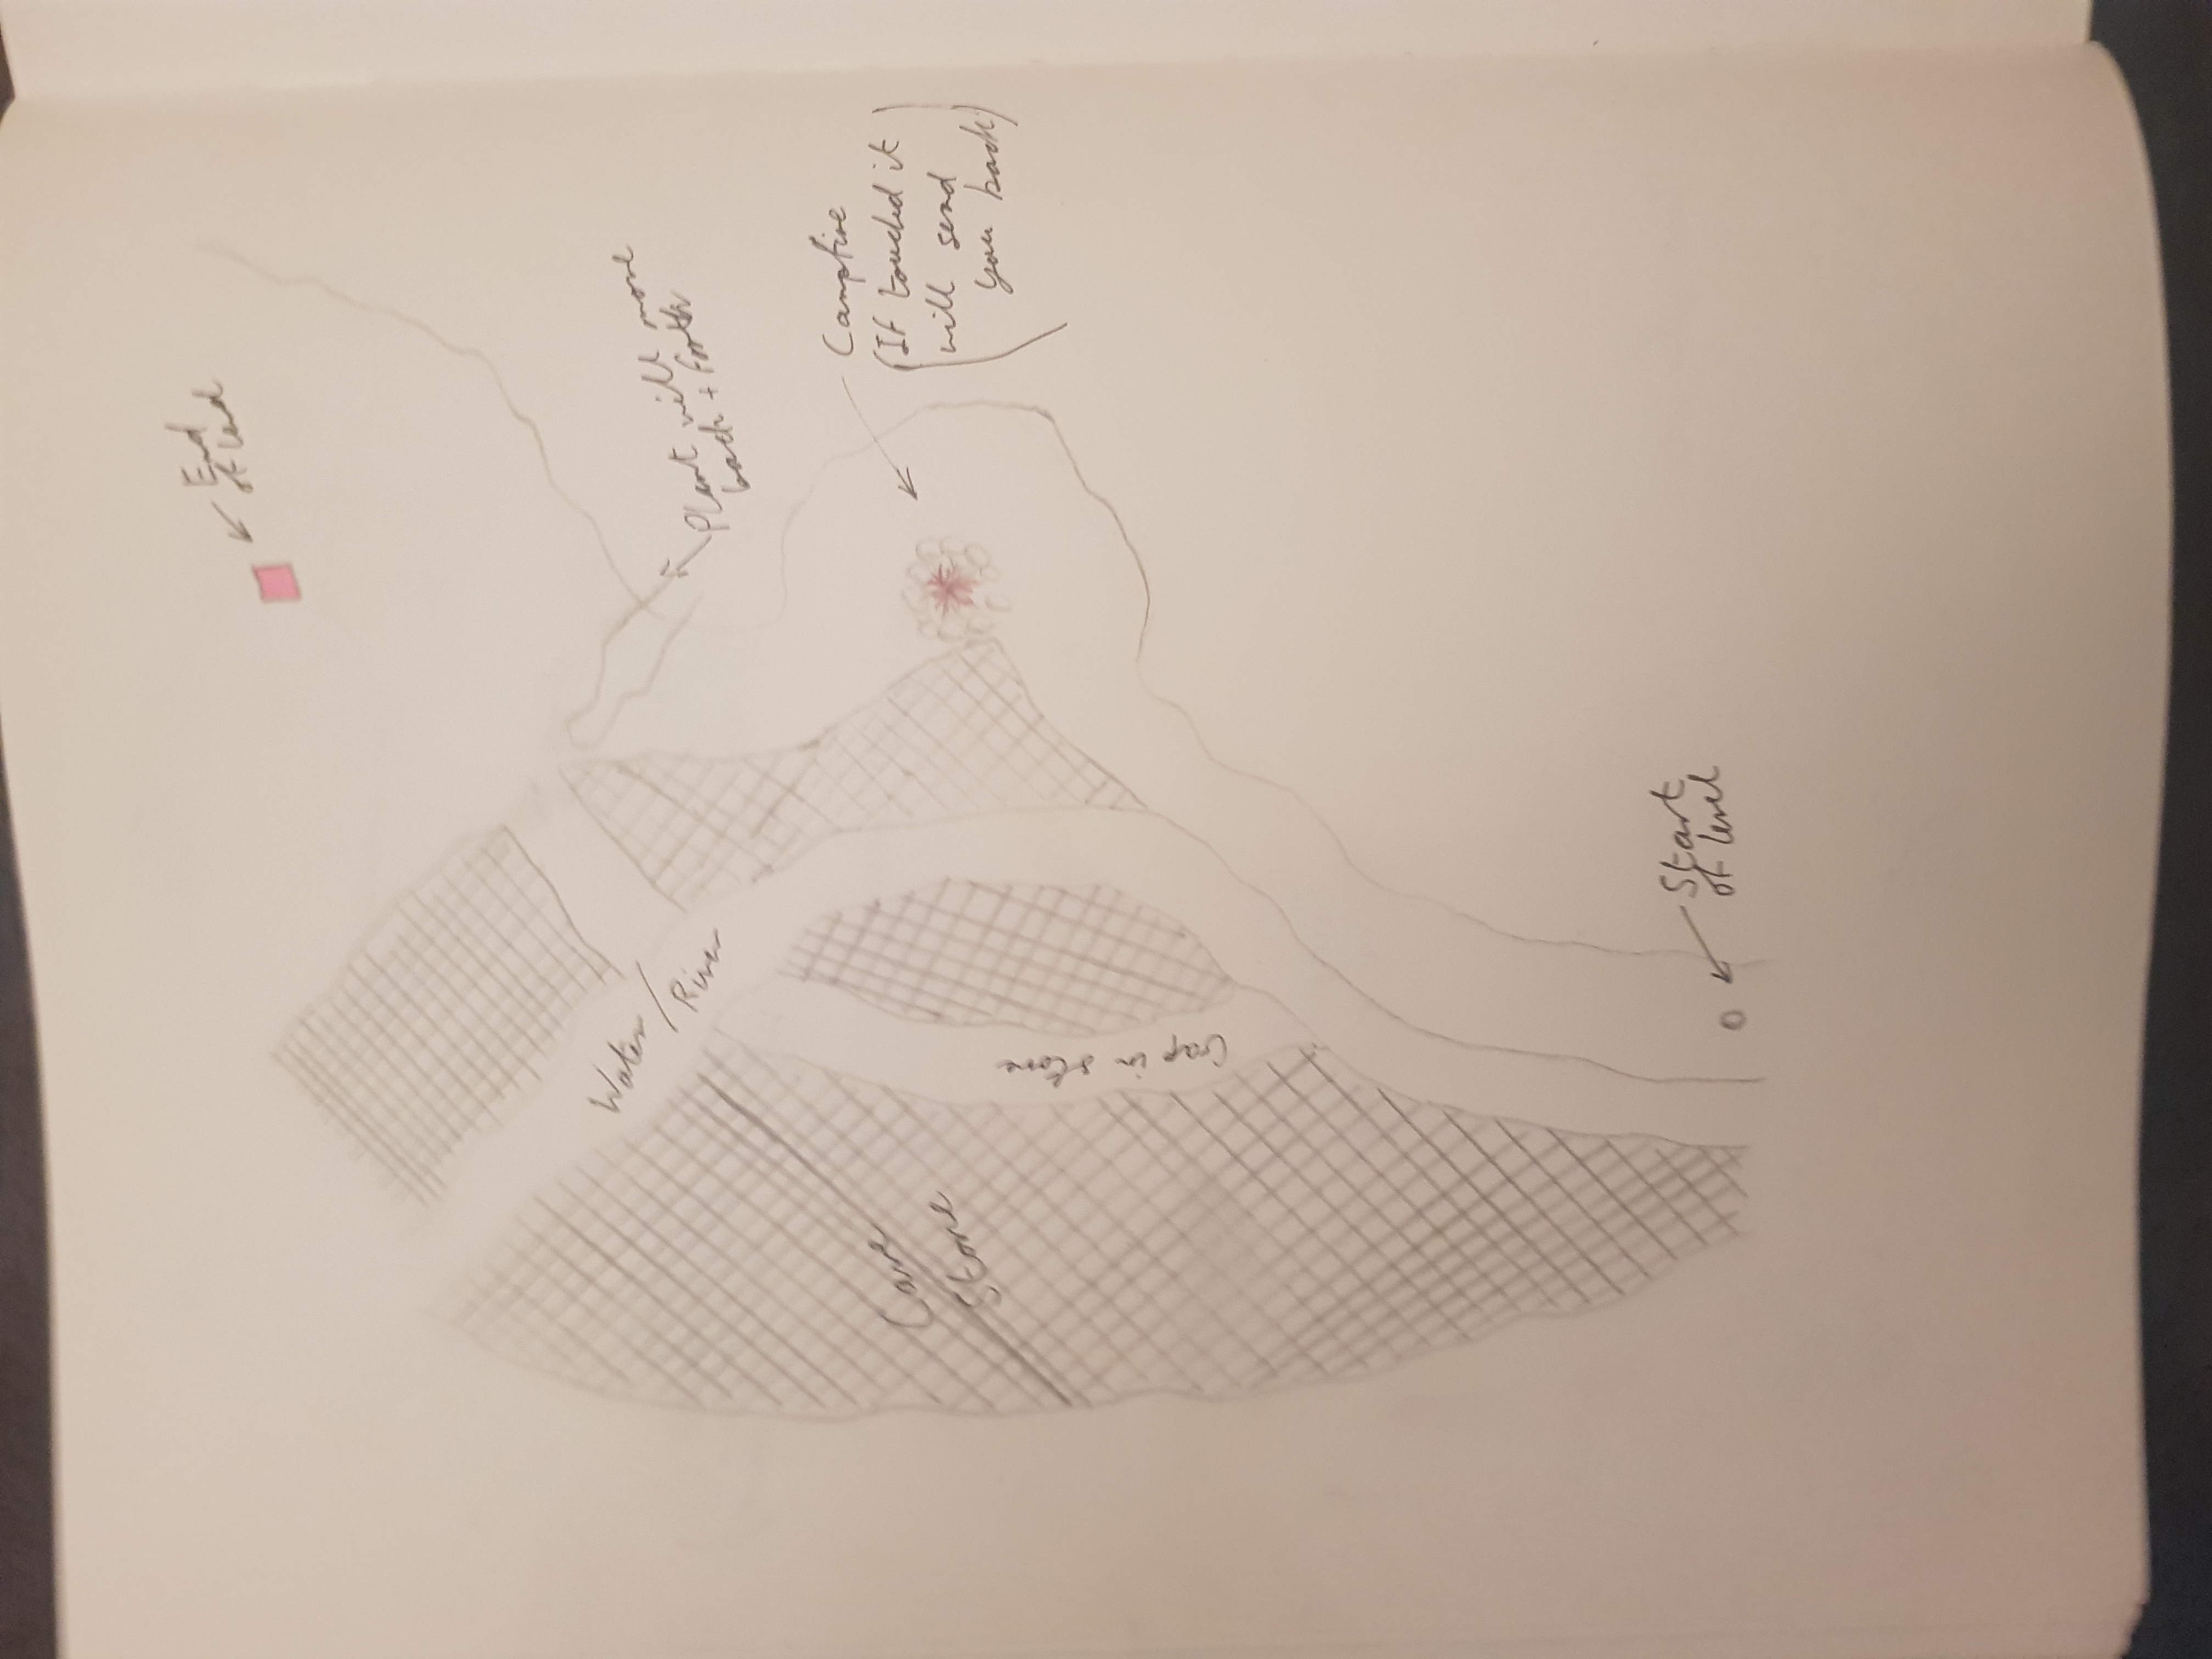 End
of level
Water/
River
Plant will move
back + forth
Campfire
(If touched it
will send
you back)
Cave
Stone
Gap in stone
Start
of level